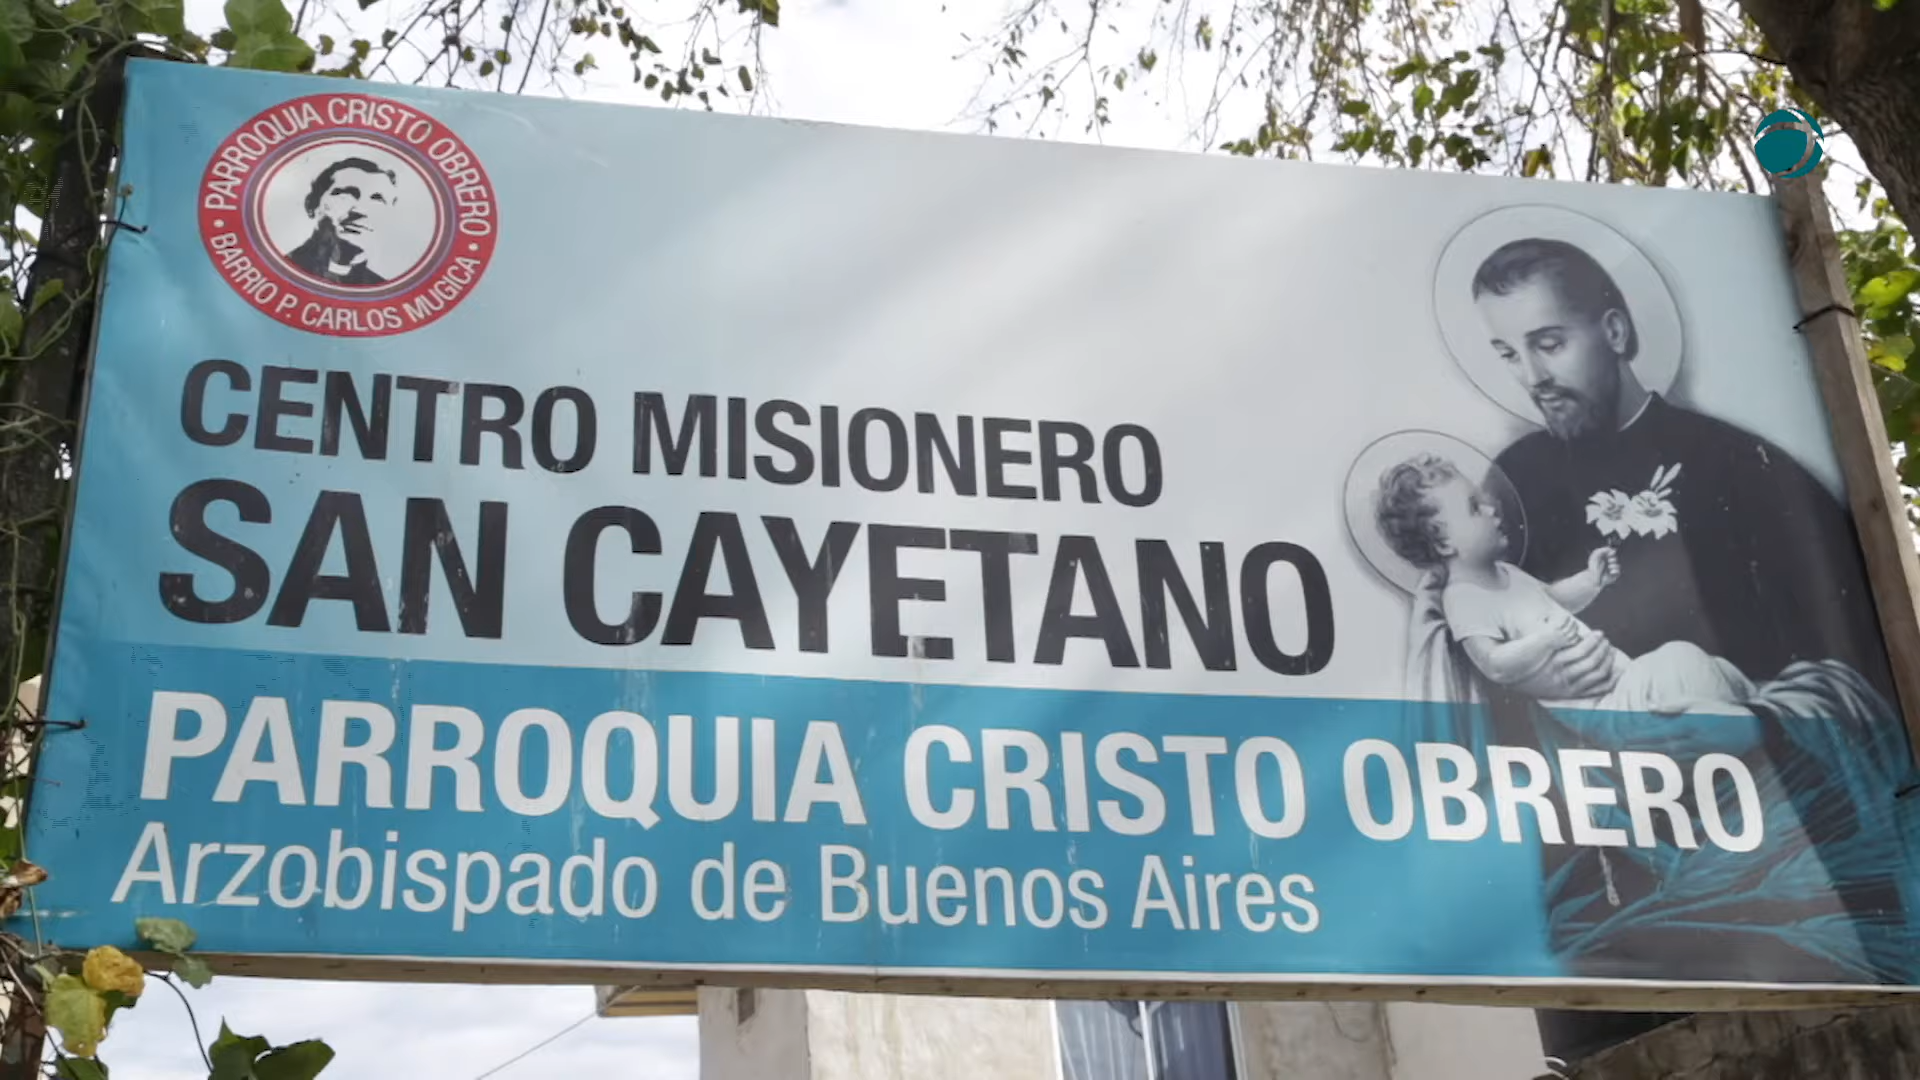 PARROQUIA CRISTO OBRERO
• BARRIO P. CARLOS MUGICA •
CENTRO MISIONERO
SAN CAYETANO
PARROQUIA CRISTO OBRERO
Arzobispado de Buenos Aires